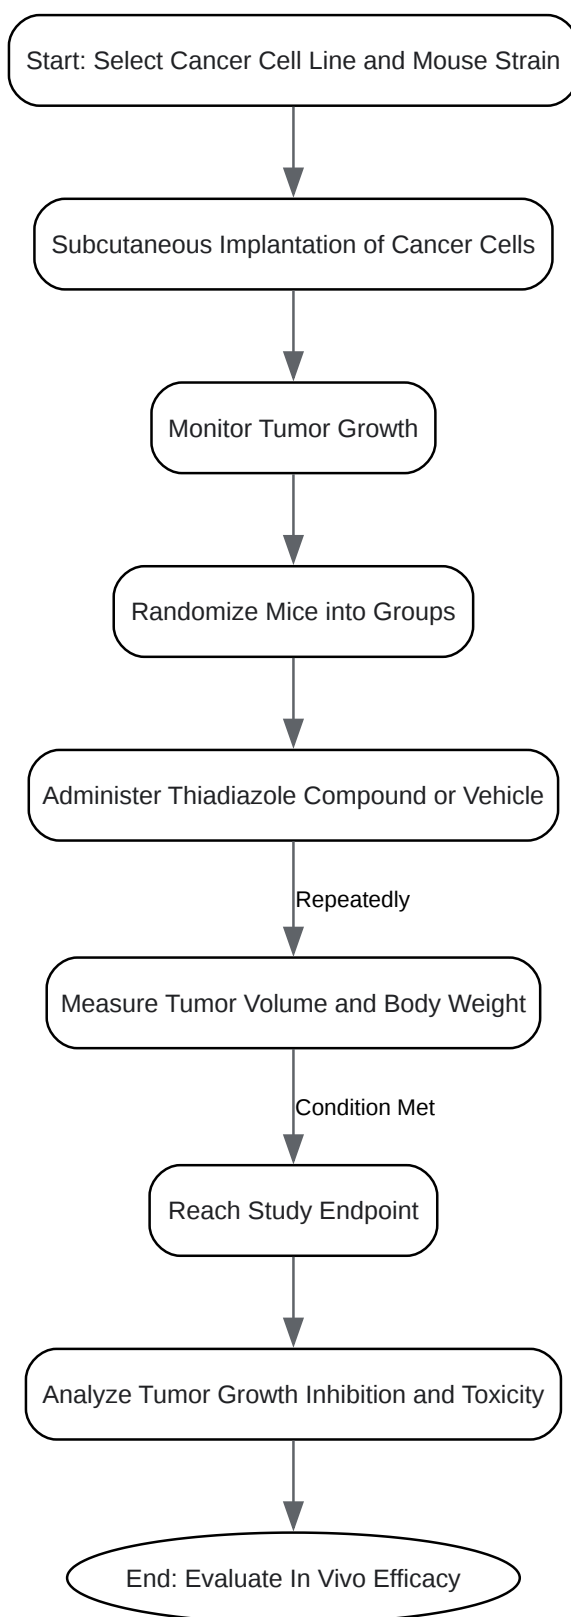 Start: Select Cancer Cell Line and Mouse Strain
Subcutaneous Implantation of Cancer Cells
Monitor Tumor Growth
Randomize Mice into Groups
Administer Thiadiazole Compound or Vehicle
Repeatedly
Measure Tumor Volume and Body Weight
Condition Met
Reach Study Endpoint
Analyze Tumor Growth Inhibition and Toxicity
End: Evaluate In Vivo Efficacy